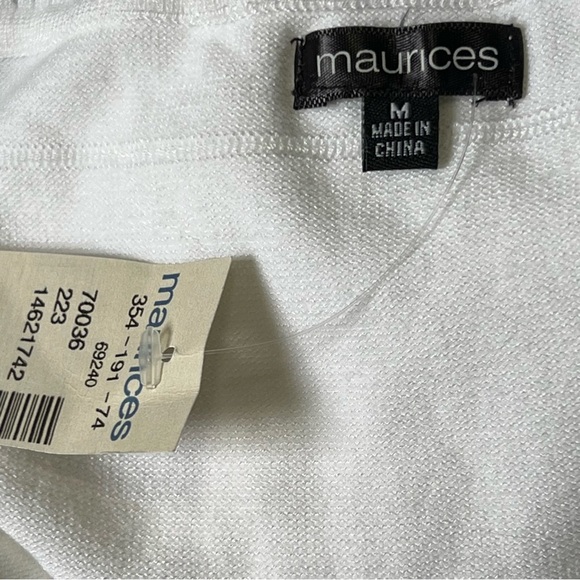 maurices
M
MADE IN
CHINA
maurices
354-191-74
69240
70036
223
14621742